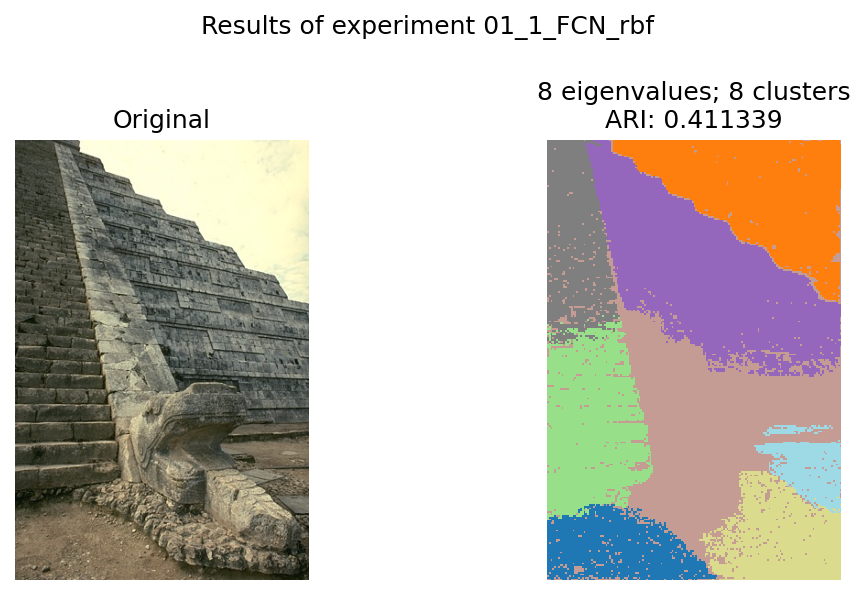 Results of experiment 01_1_FCN_rbf
Original
8 eigenvalues; 8 clusters
ARI: 0.411339